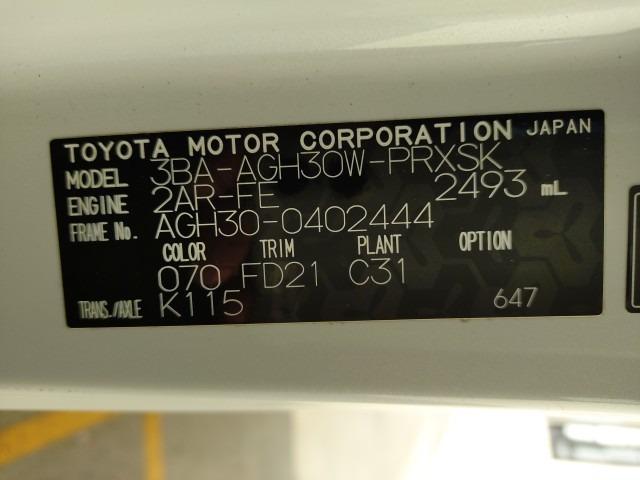 TOYOTA MOTOR CORPORATION JAPAN
MODEL 3BA-AGH30W-PRXSK
ENGINE 2AR-FE 2493 mL
FRAME No. AGH30-0402444
COLOR TRIM PLANT OPTION
070 FD21 C31
TRANS./AXLE K115 647